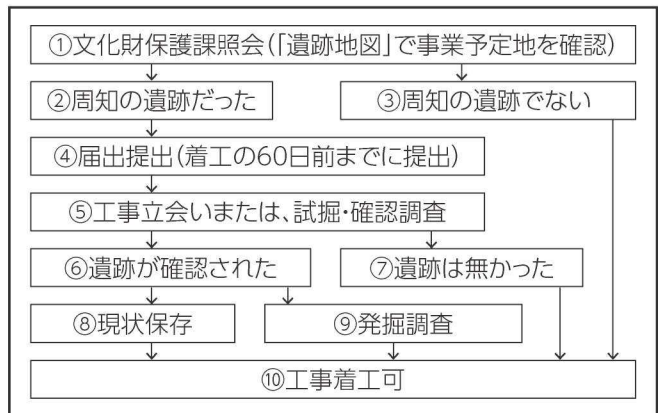 ①文化財保護課照会(「遺跡地図」で事業予定地を確認)
②周知の遺跡だった
③周知の遺跡でない
④届出提出(着工の60日前までに提出)
⑤工事立会いまたは、試掘・確認調査
⑥遺跡が確認された
⑦遺跡は無かった
⑧現状保存
⑨発掘調査
⑩工事着工可